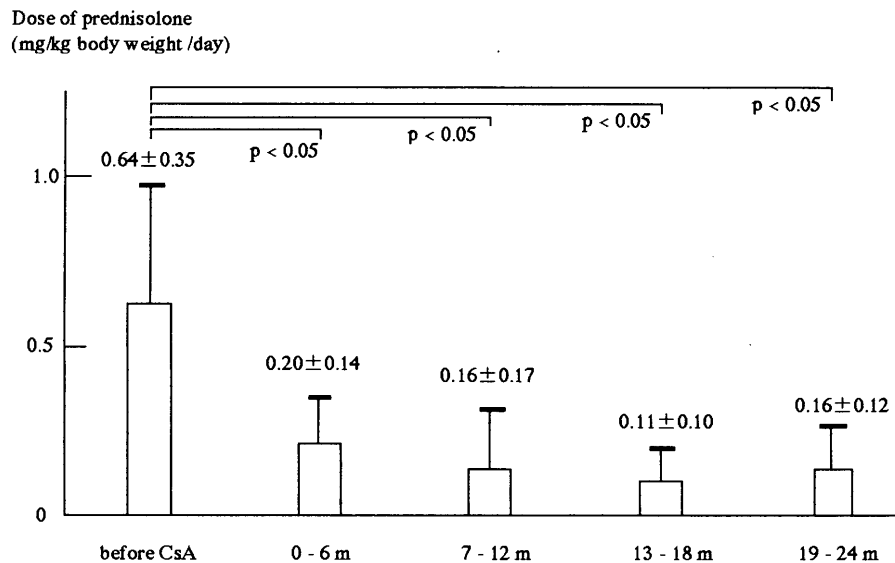 Dose of prednisolone
(mg/kg body weight /day)
p < 0.05
p < 0.05
p < 0.05
p < 0.05
0.64±0.35
1.0
0.5
0.20±0.14
0.16±0.17
0.11±0.10
0.16±0.12
0
before CsA
0 - 6 m
7 - 12 m
13 - 18 m
19 - 24 m